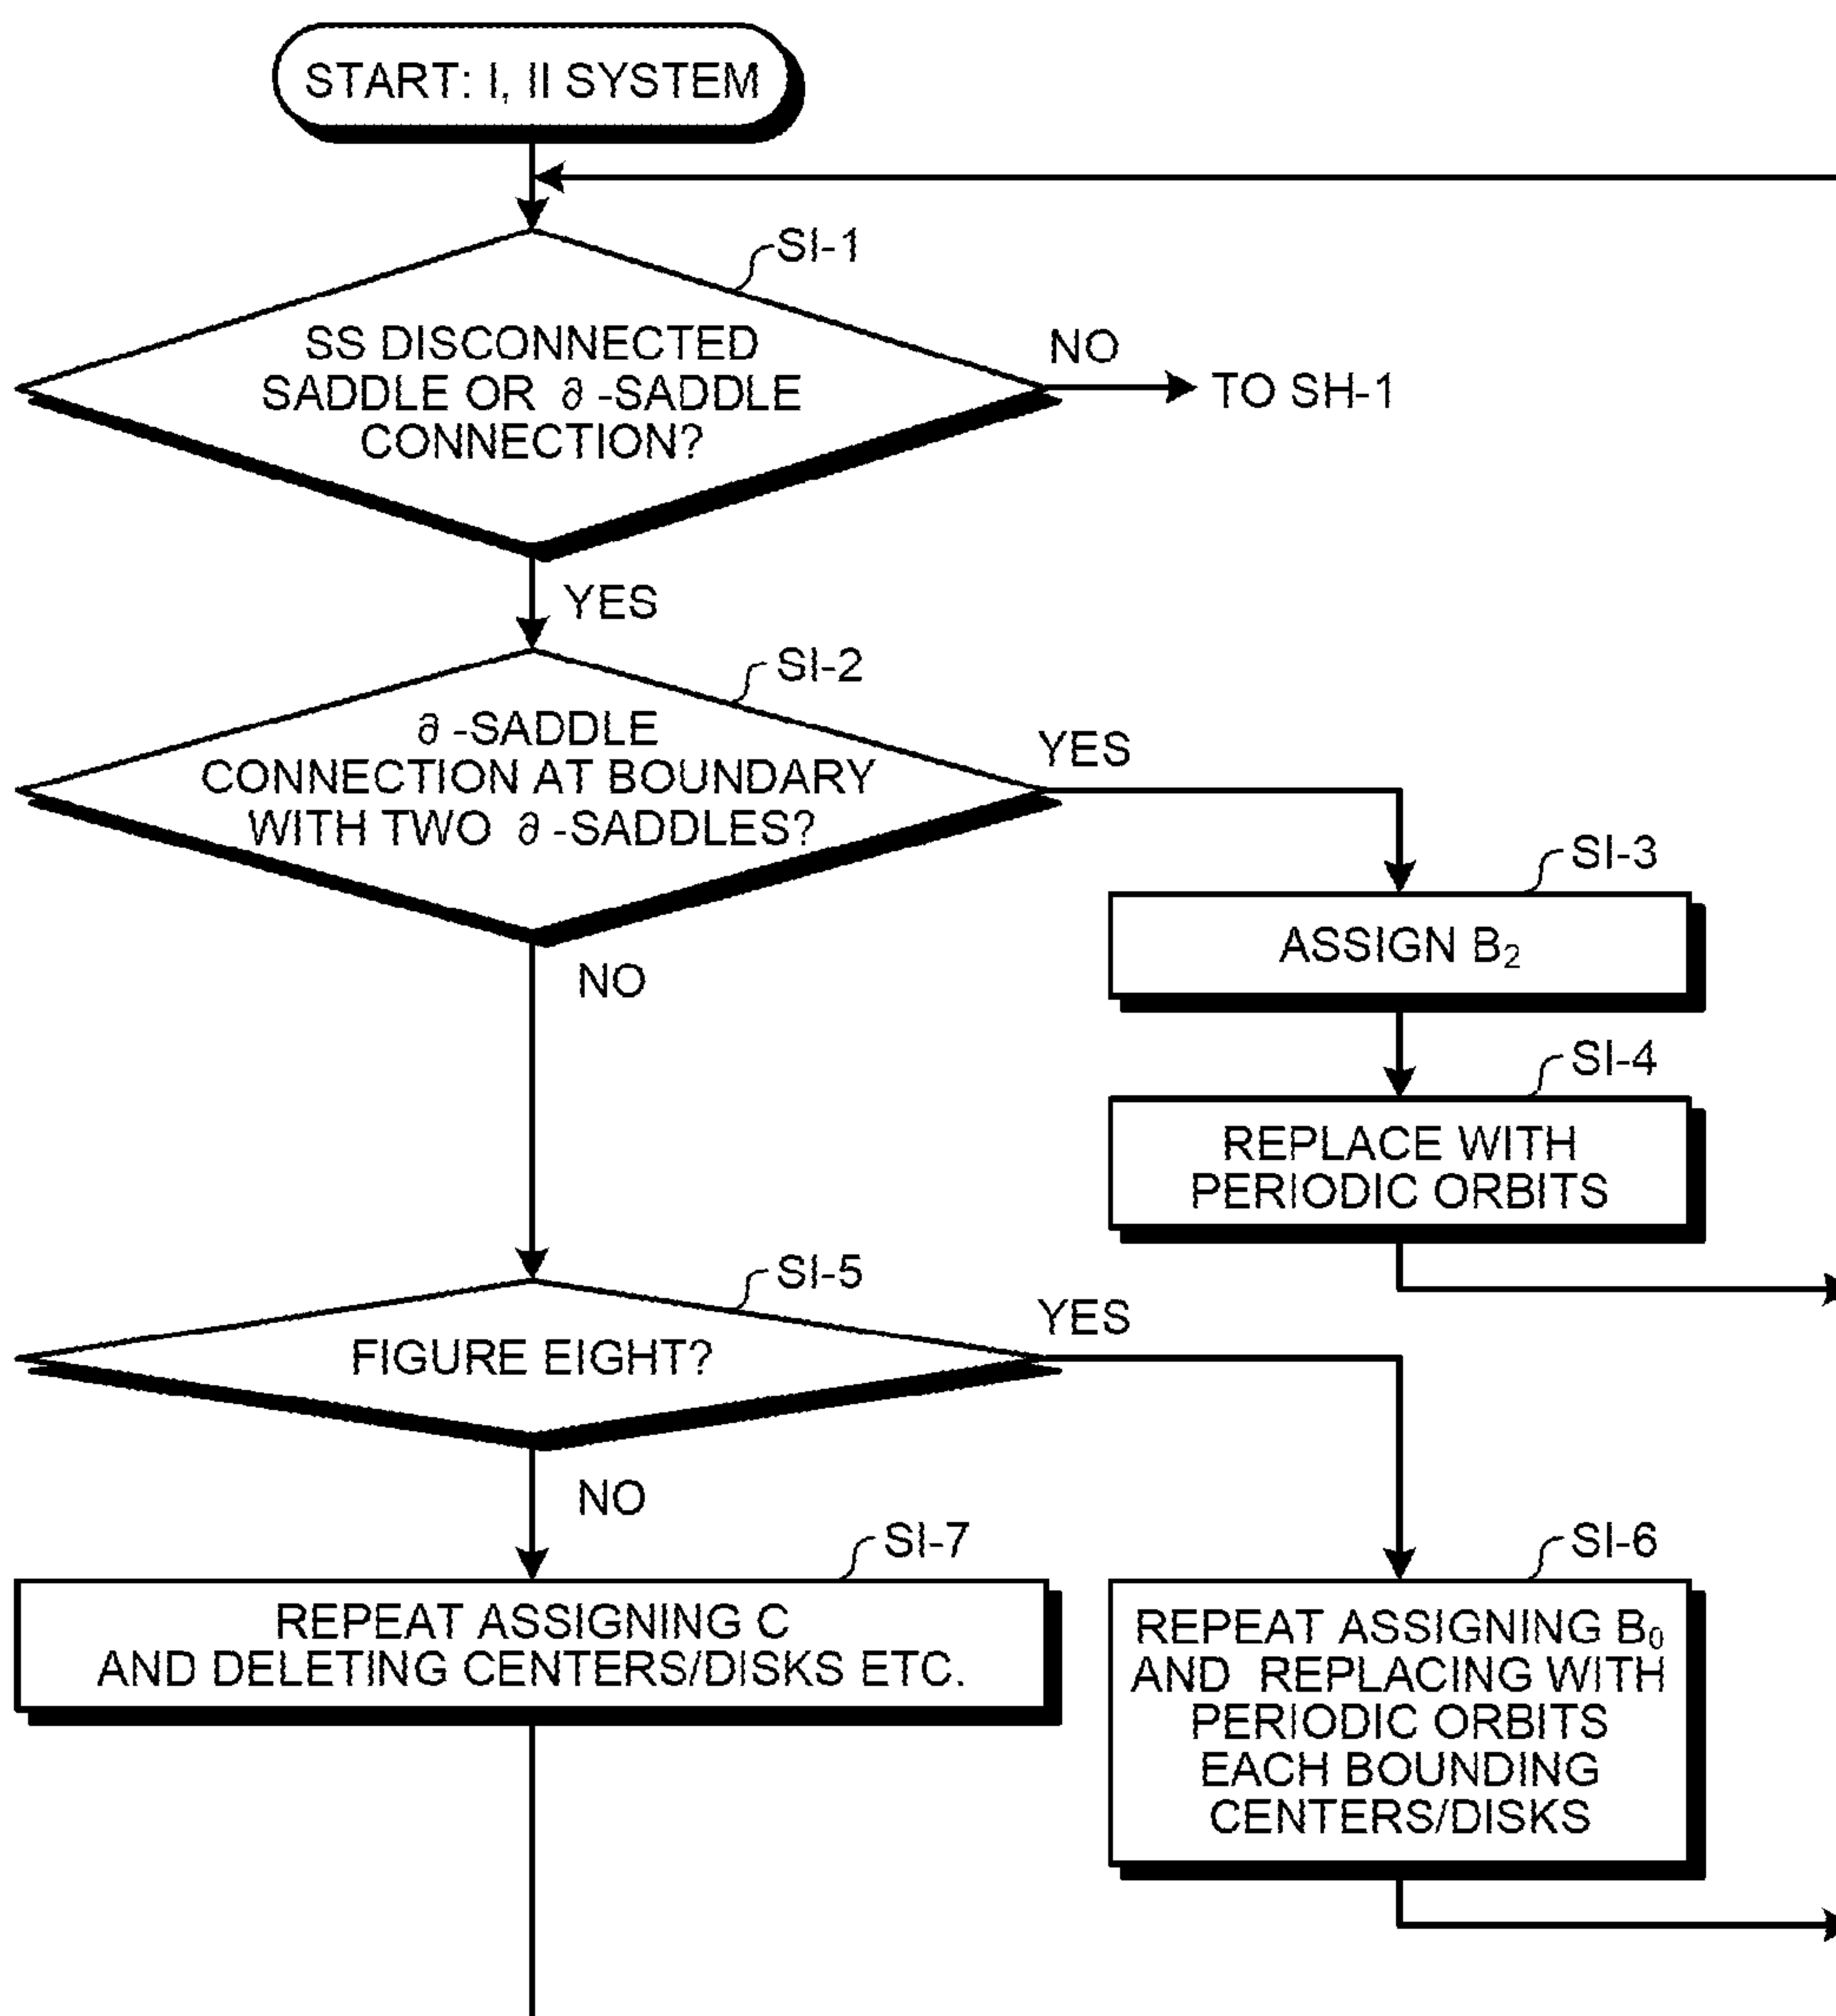 START: I, II SYSTEM
SI-1
SS DISCONNECTED
SADDLE OR ∂-SADDLE
CONNECTION?
NO
TO SH-1
YES
SI-2
∂-SADDLE
CONNECTION AT BOUNDARY
WITH TWO ∂-SADDLES?
YES
SI-3
ASSIGN B₂
NO
SI-4
REPLACE WITH
PERIODIC ORBITS
SI-5
FIGURE EIGHT?
YES
NO
SI-7
REPEAT ASSIGNING C
AND DELETING CENTERS/DISKS ETC.
SI-6
REPEAT ASSIGNING B₀
AND REPLACING WITH
PERIODIC ORBITS
EACH BOUNDING
CENTERS/DISKS